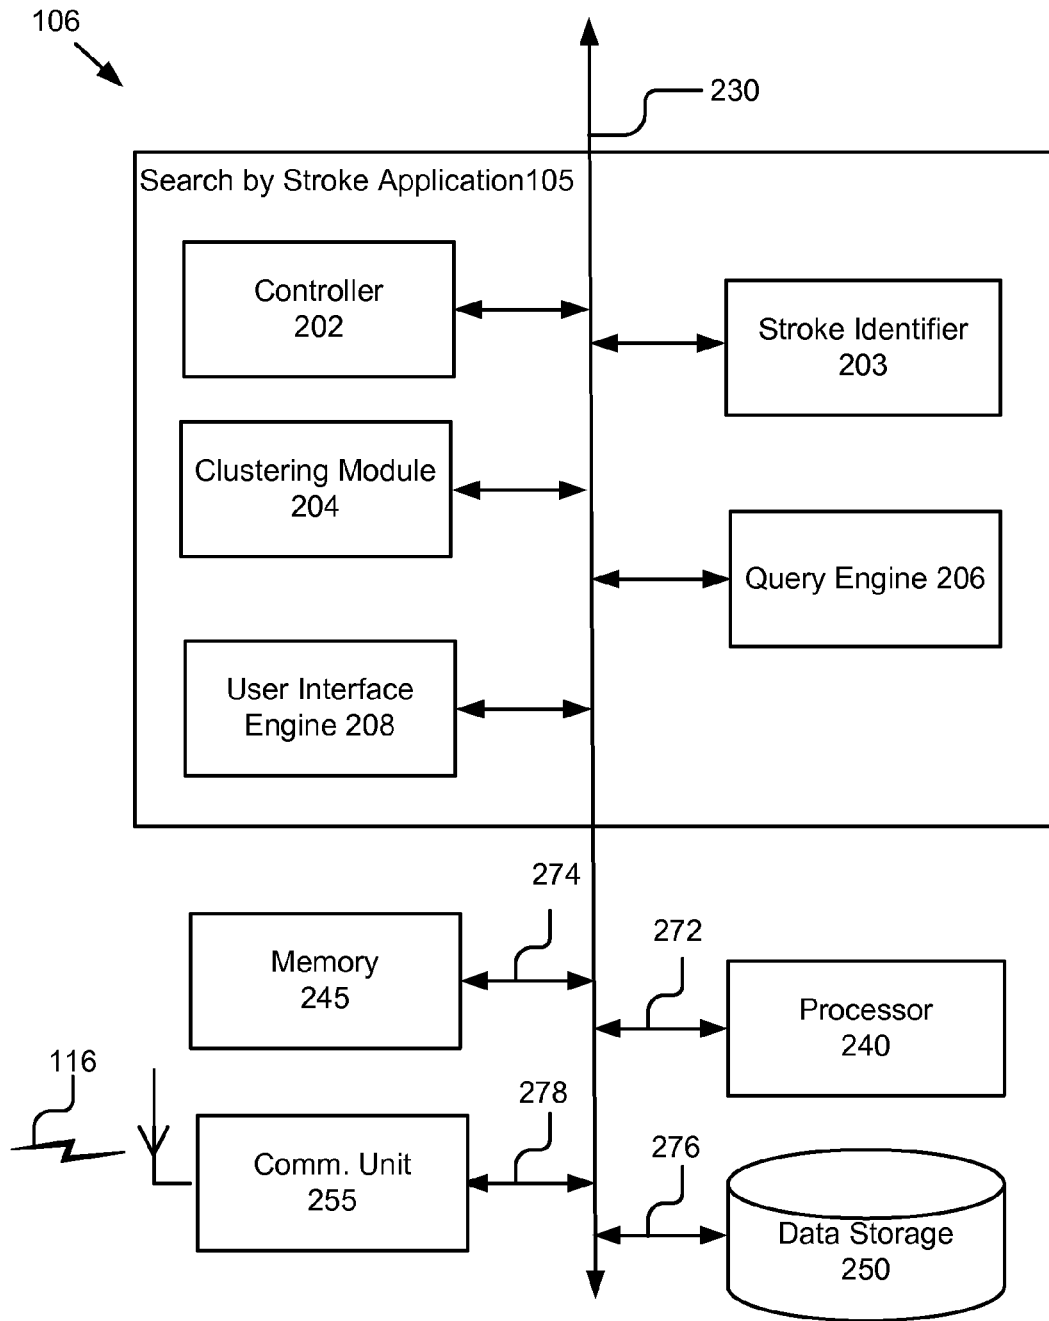 106
230
Search by Stroke Application105
Controller
202
Stroke Identifier
203
Clustering Module
204
Query Engine 206
User Interface
Engine 208
274
272
Memory
245
Processor
240
116
278
276
Comm. Unit
255
Data Storage
250